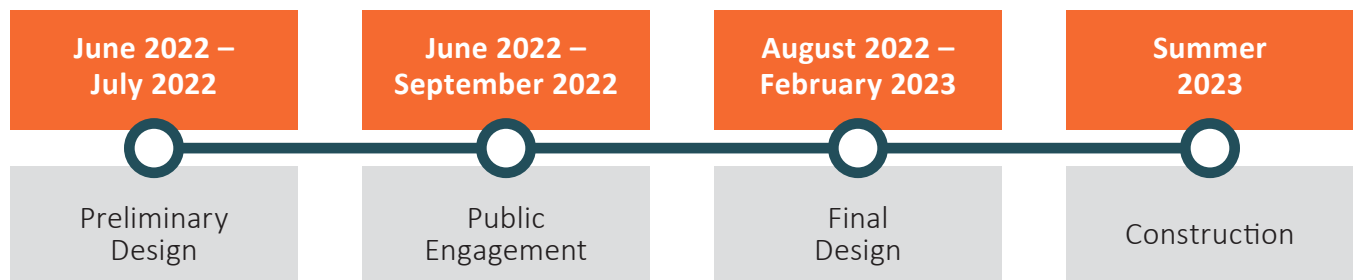 June 2022 –
July 2022
June 2022 –
September 2022
August 2022 –
February 2023
Summer
2023
Preliminary
Design
Public
Engagement
Final
Design
Construction